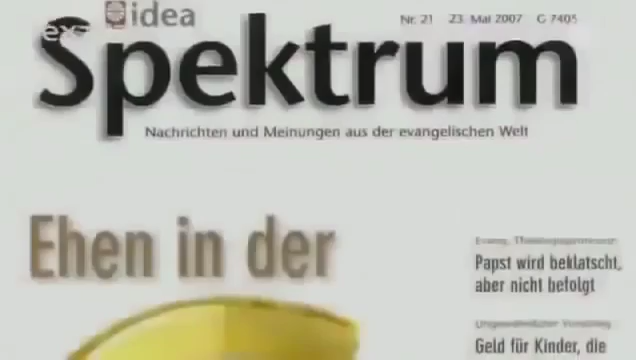 idea
Nr. 21 23. Mai 2007 G 7405
Spektrum
Nachrichten und Meinungen aus der evangelischen Welt
Ehen in der
Papst wird beklatscht,
aber nicht befolgt
Geld für Kinder, die